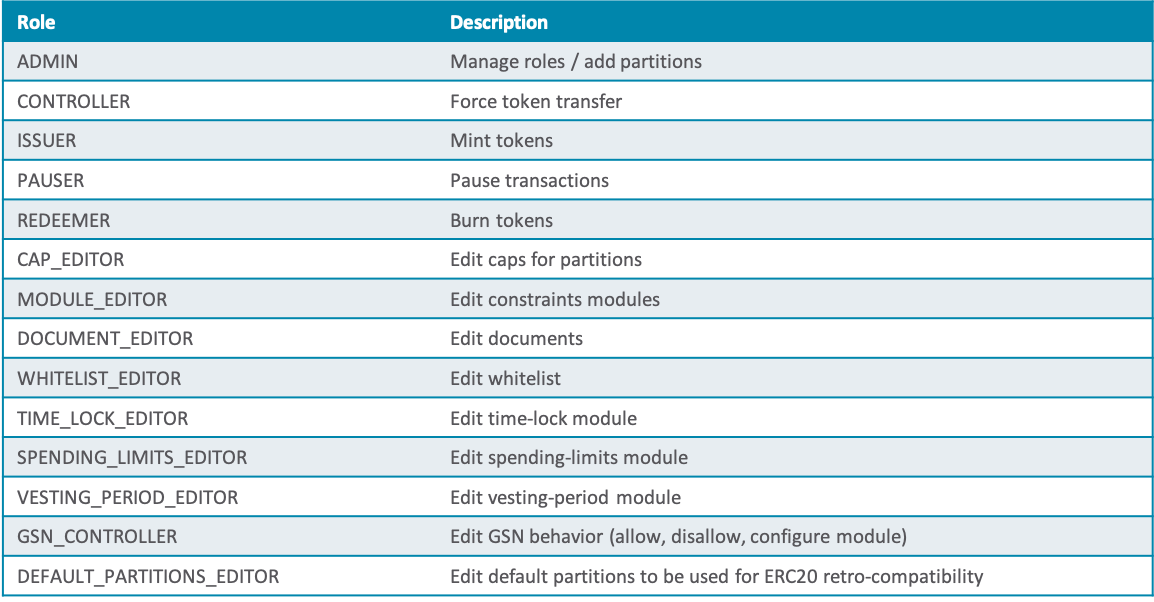 Role Description
ADMIN Manage roles / add partitions
CONTROLLER Force token transfer
ISSUER Mint tokens
PAUSER Pause transactions
REDEEMER Burn tokens
CAP_EDITOR Edit caps for partitions
MODULE_EDITOR Edit constraints modules
DOCUMENT_EDITOR Edit documents
WHITELIST_EDITOR Edit whitelist
TIME_LOCK_EDITOR Edit time-lock module
SPENDING_LIMITS_EDITOR Edit spending-limits module
VESTING_PERIOD_EDITOR Edit vesting-period module
GSN_CONTROLLER Edit GSN behavior (allow, disallow, configure module)
DEFAULT_PARTITIONS_EDITOR Edit default partitions to be used for ERC20 retro-compatibility